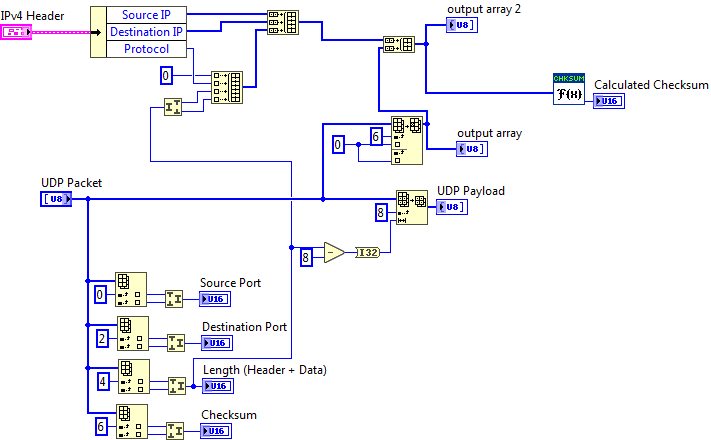 output array 2
[U8]
IPv4 Header
Source IP
Destination IP
Protocol
0
CHKSUM
F(x)
Calculated Checksum
U16
6
0
output array
U8]
UDP Packet
[U8
UDP Payload
8
U8]
8
I32
Source Port
0
U16
Destination Port
2
U16
Length (Header + Data)
4
U16
Checksum
6
U16